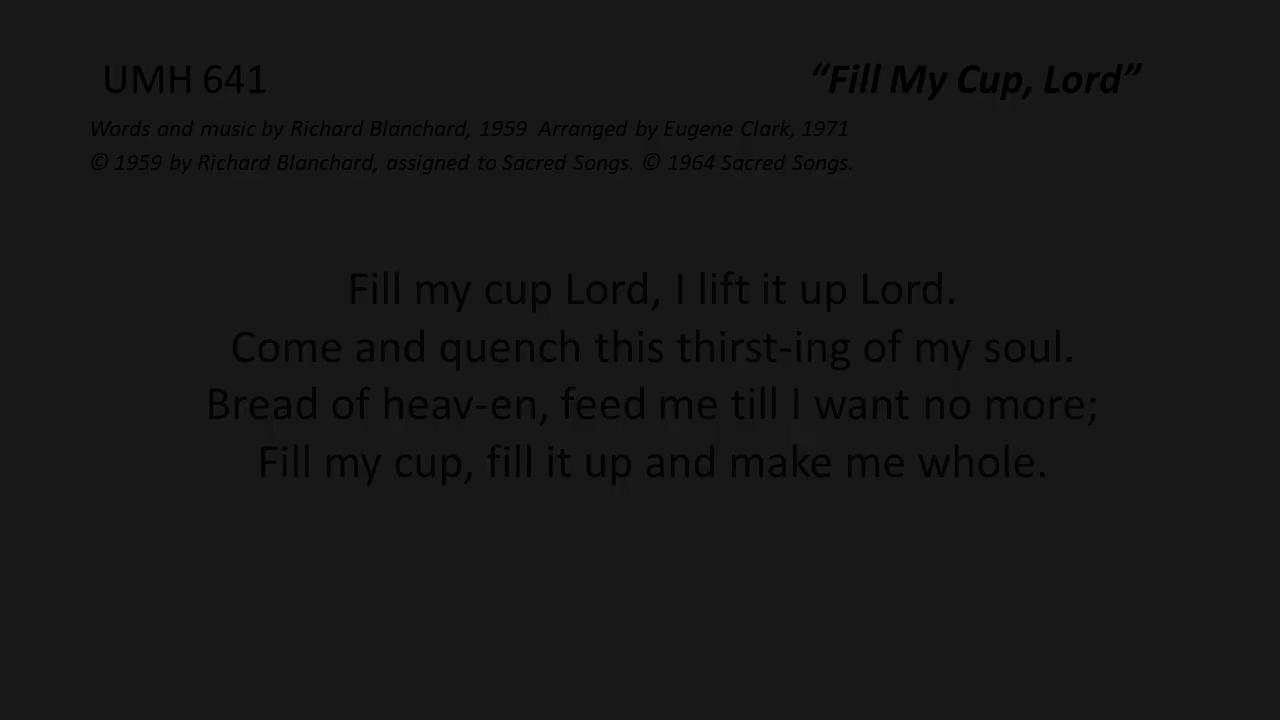 UMH 641 “Fill My Cup, Lord”
Words and music by Richard Blanchard, 1959 Arranged by Eugene Clark, 1971
© 1959 by Richard Blanchard, assigned to Sacred Songs. © 1964 Sacred Songs.
Fill my cup Lord, I lift it up Lord.
Come and quench this thirst-ing of my soul.
Bread of heav-en, feed me till I want no more;
Fill my cup, fill it up and make me whole.